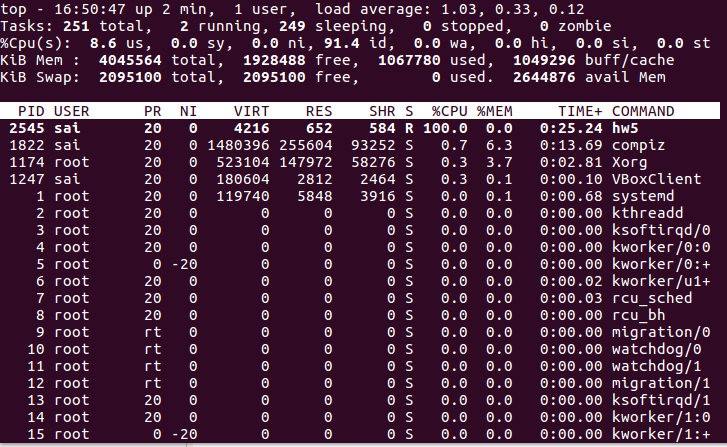 top - 16:50:47 up 2 min,  1 user,  load average: 1.03, 0.33, 0.12
Tasks: 251 total,   2 running, 249 sleeping,   0 stopped,   0 zombie
%Cpu(s):  8.6 us,  0.0 sy,  0.0 ni, 91.4 id,  0.0 wa,  0.0 hi,  0.0 si,  0.0 st
KiB Mem :  4045564 total,  1928488 free,  1067780 used,  1049296 buff/cache
KiB Swap:  2095100 total,  2095100 free,        0 used.  2644876 avail Mem
PID USER      PR  NI    VIRT    RES    SHR S  %CPU %MEM     TIME+ COMMAND
2545 sai       20   0    4216    652    584 R 100.0  0.0   0:25.24 hw5
1822 sai       20   0 1480396 255604  93252 S   0.7  6.3   0:13.69 compiz
1174 root      20   0  523104 147972  58276 S   0.3  3.7   0:02.81 Xorg
1247 sai       20   0  180604   2812   2464 S   0.3  0.1   0:00.10 VBoxClient
1 root      20   0  119740   5848   3916 S   0.0  0.1   0:00.68 systemd
2 root      20   0       0      0      0 S   0.0  0.0   0:00.00 kthreadd
3 root      20   0       0      0      0 S   0.0  0.0   0:00.00 ksoftirqd/0
4 root      20   0       0      0      0 S   0.0  0.0   0:00.00 kworker/0:0
5 root       0 -20       0      0      0 S   0.0  0.0   0:00.00 kworker/0:+
6 root      20   0       0      0      0 S   0.0  0.0   0:00.02 kworker/u1+
7 root      20   0       0      0      0 S   0.0  0.0   0:00.03 rcu_sched
8 root      20   0       0      0      0 S   0.0  0.0   0:00.00 rcu_bh
9 root      rt   0       0      0      0 S   0.0  0.0   0:00.00 migration/0
10 root      rt   0       0      0      0 S   0.0  0.0   0:00.00 watchdog/0
11 root      rt   0       0      0      0 S   0.0  0.0   0:00.00 watchdog/1
12 root      rt   0       0      0      0 S   0.0  0.0   0:00.00 migration/1
13 root      20   0       0      0      0 S   0.0  0.0   0:00.00 ksoftirqd/1
14 root      20   0       0      0      0 S   0.0  0.0   0:00.00 kworker/1:0
15 root       0 -20       0      0      0 S   0.0  0.0   0:00.00 kworker/1:+